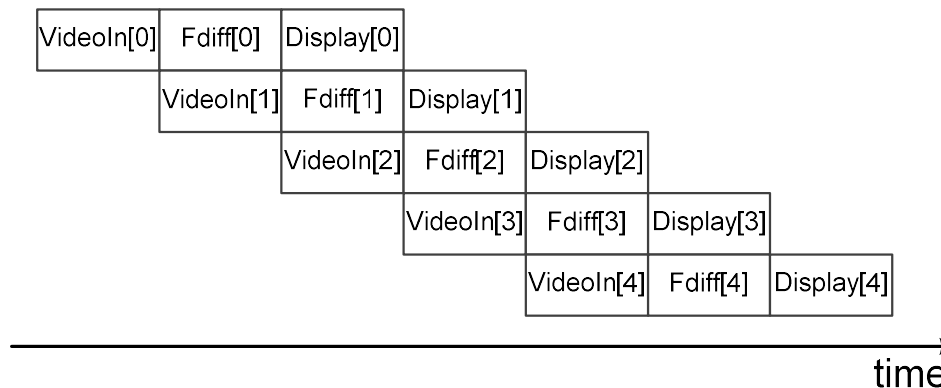 VideoIn[0] Fdiff[0] Display[0]
VideoIn[1] Fdiff[1] Display[1]
VideoIn[2] Fdiff[2] Display[2]
VideoIn[3] Fdiff[3] Display[3]
VideoIn[4] Fdiff[4] Display[4]
time